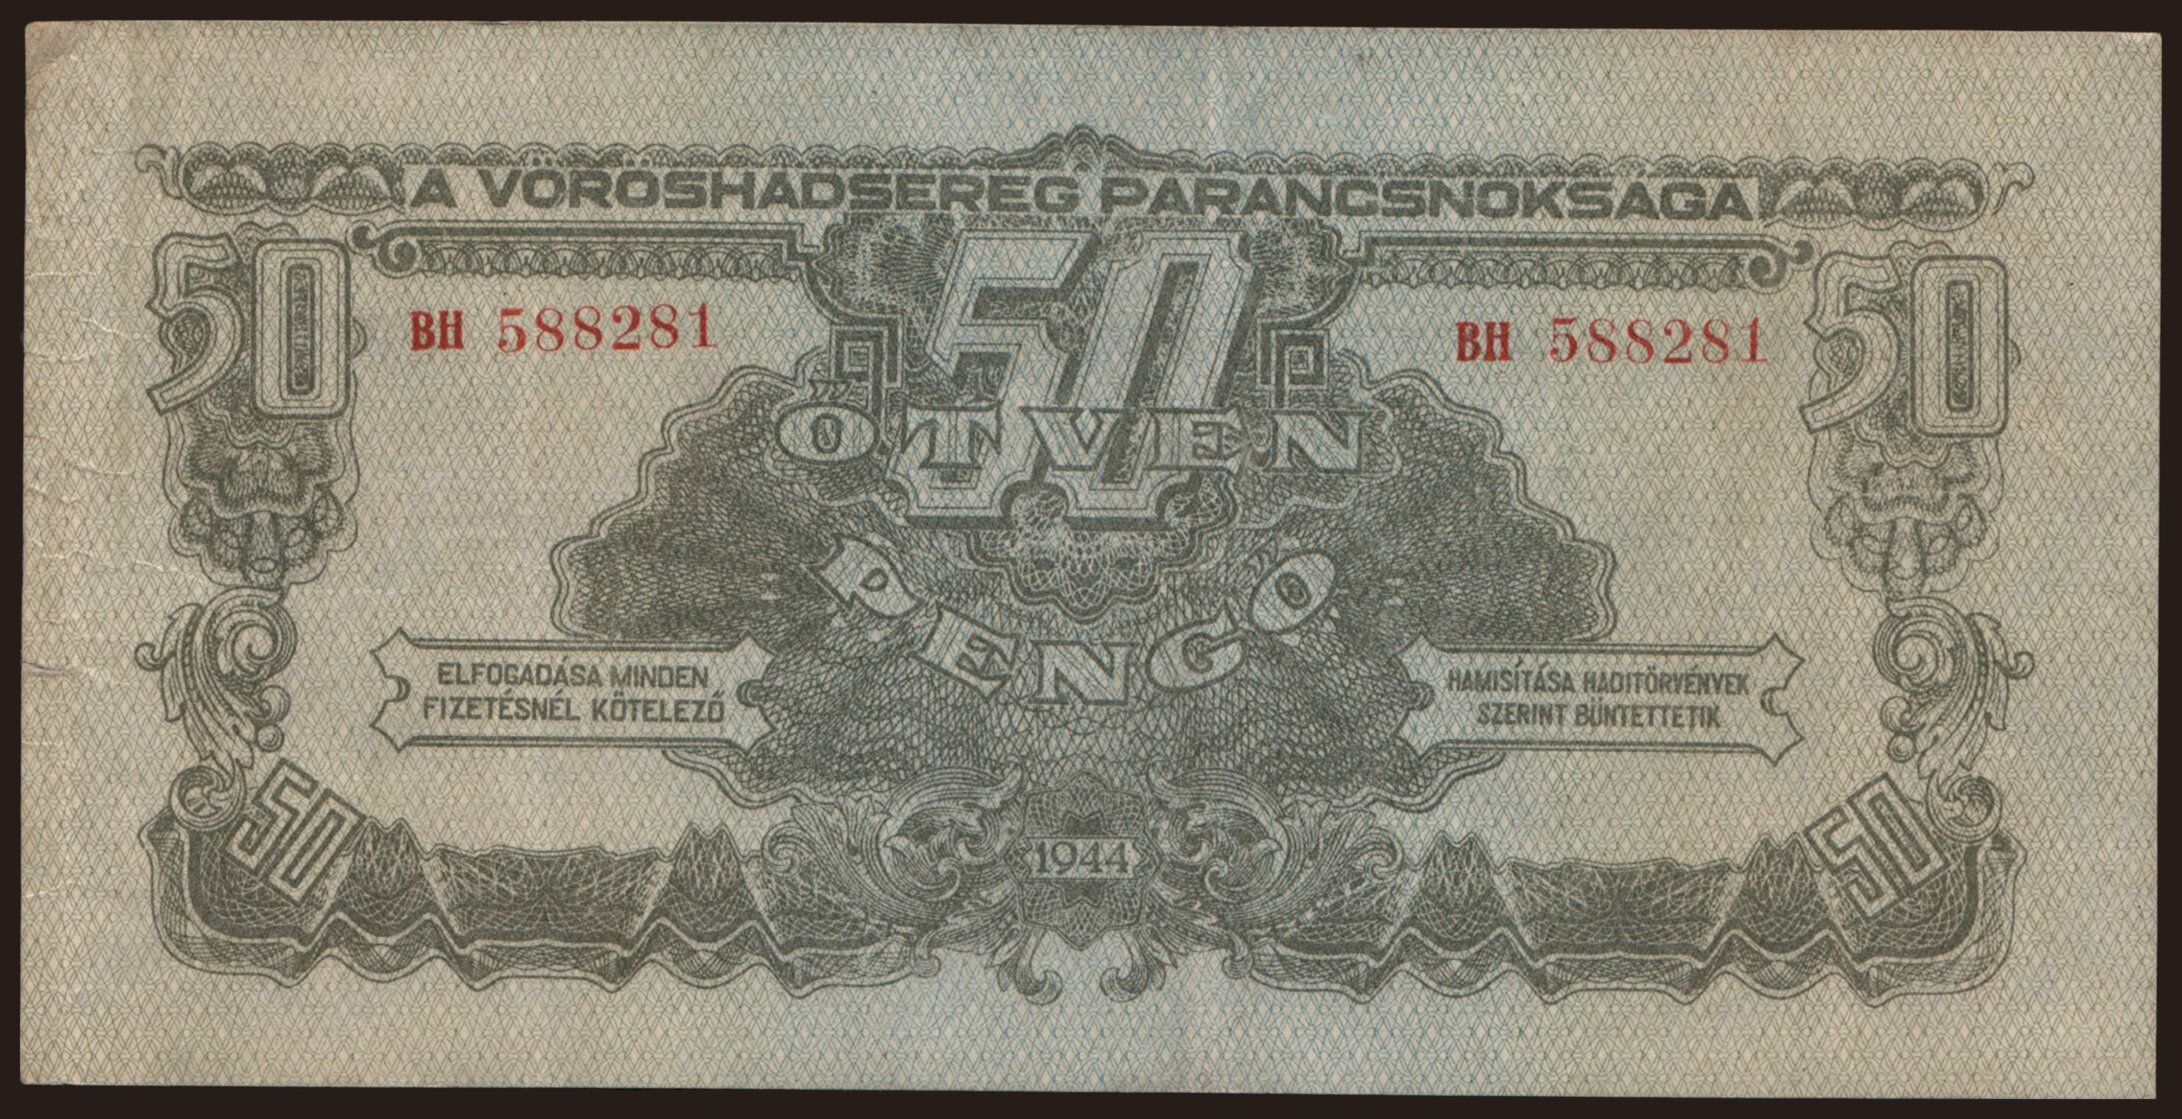 A VÖRÖSHADSEREG PARANCSNOKSÁGA
50 50 50
BH 588281 BH 588281
ÖTVEN
PENGŐ
ELFOGADÁSA MINDEN
FIZETÉSNÉL KÖTELEZŐ
HAMISÍTÁSA HADITÖRVÉNYEK
SZERINT BÜNTETTETIK
50 50
1944